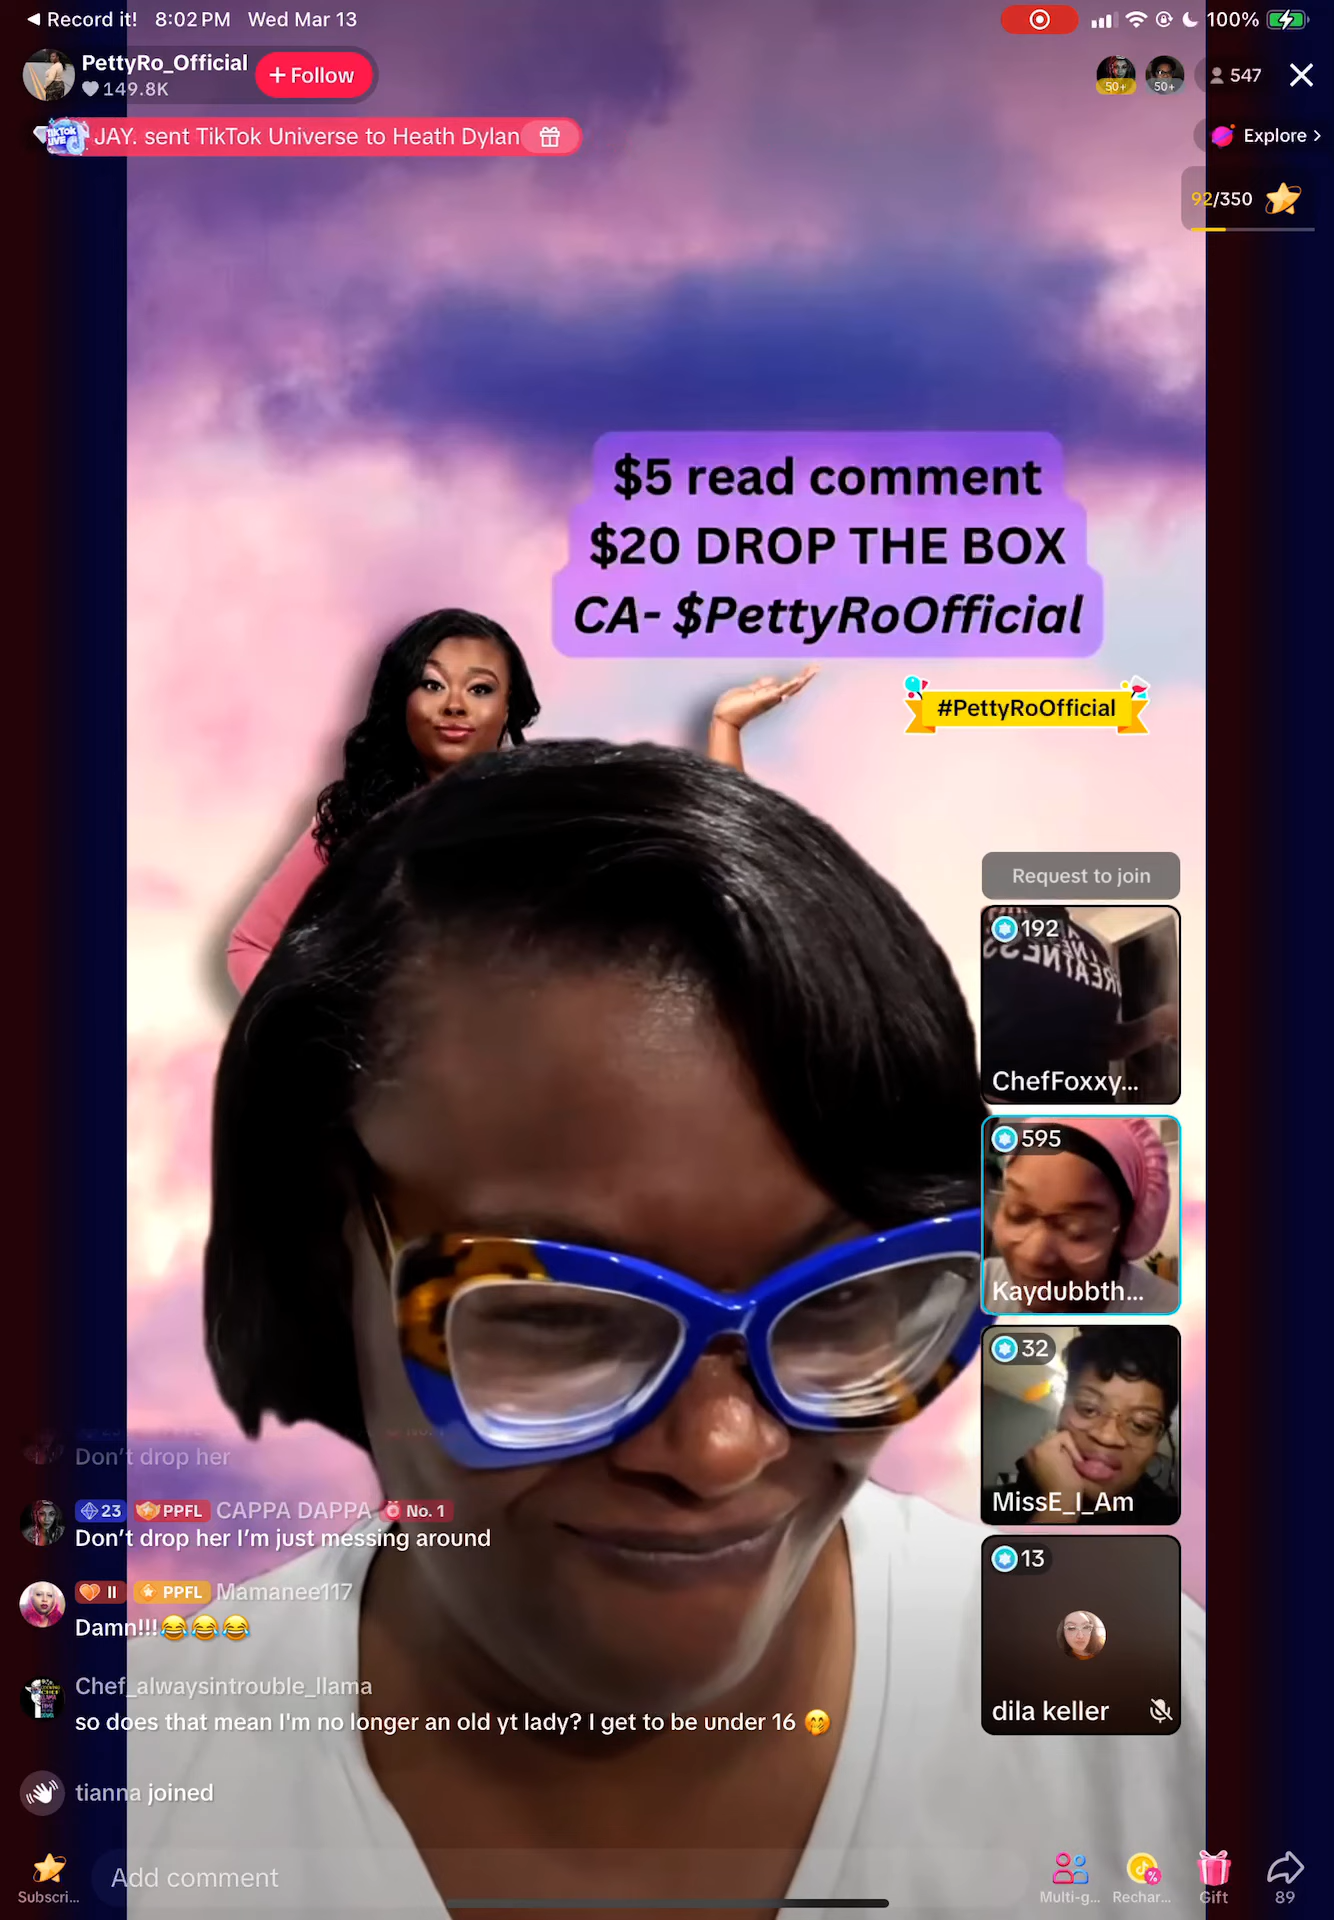 Record it! 8:02 PM Wed Mar 13
100%
PettyRo_Official
149.8K
+ Follow
50+
50+
547
JAY. sent TikTok Universe to Heath Dylan
Explore >
92/350
$5 read comment
$20 DROP THE BOX
CA- $PettyRoOfficial
#PettyRoOfficial
Request to join
192
ChefFoxxy...
595
Kaydubbth...
32
MissE_I_Am
13
dila keller
Don't drop her
23 PPFL CAPPA DAPPA No. 1
Don't drop her I'm just messing around
II PPFL Mamanee117
Damn!!!😂😂😂
Chef_alwaysintrouble_llama
so does that mean I'm no longer an old yt lady? I get to be under 16 🤭
tianna joined
Subscri...
Add comment
Multi-g...
Rechar...
Gift
89